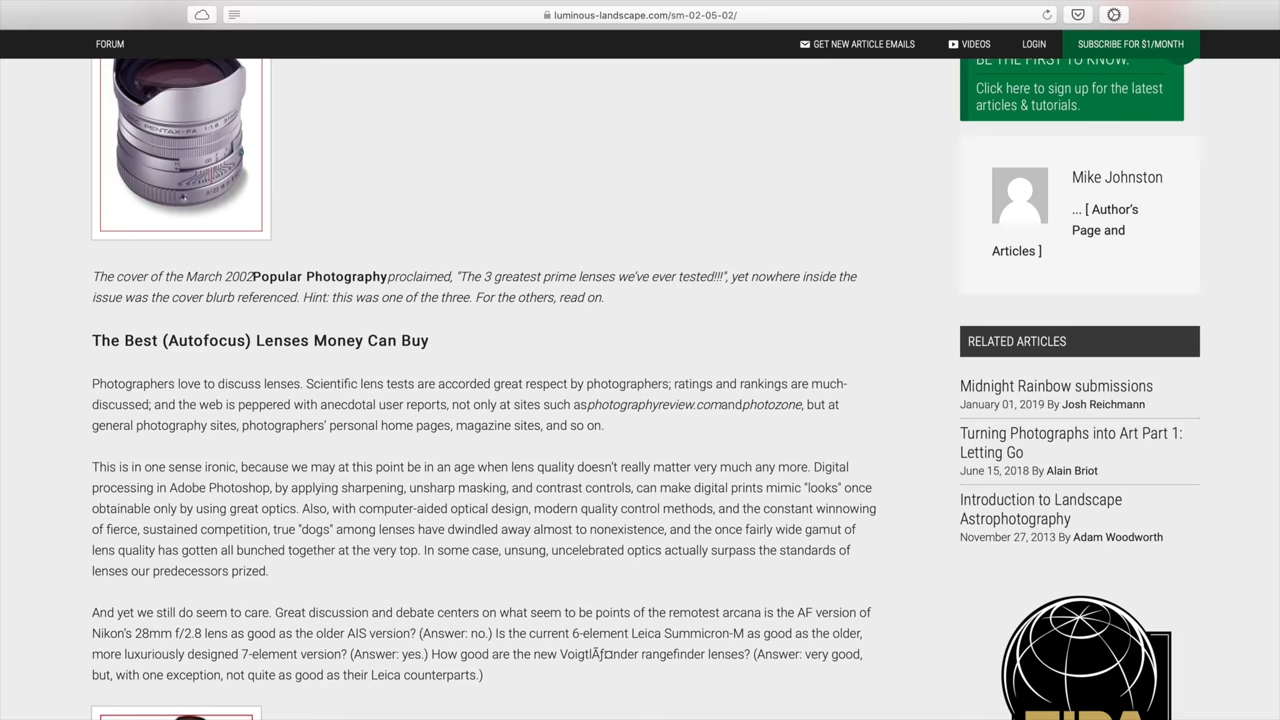 luminous-landscape.com/sm-02-05-02/
FORUM
GET NEW ARTICLE EMAILS
VIDEOS
LOGIN
SUBSCRIBE FOR $1/MONTH
BE THE FIRST TO KNOW.
Click here to sign up for the latest
articles & tutorials.
PENTAX-FA 1:1.8
Mike Johnston
... [ Author's
Page and
Articles ]
The cover of the March 2002Popular Photographyproclaimed, "The 3 greatest prime lenses we've ever tested!!!", yet nowhere inside the
issue was the cover blurb referenced. Hint: this was one of the three. For the others, read on.
The Best (Autofocus) Lenses Money Can Buy
Photographers love to discuss lenses. Scientific lens tests are accorded great respect by photographers; ratings and rankings are much-
discussed; and the web is peppered with anecdotal user reports, not only at sites such asphotographyreview.comandphotozone, but at
general photography sites, photographers' personal home pages, magazine sites, and so on.
This is in one sense ironic, because we may at this point be in an age when lens quality doesn't really matter very much any more. Digital
processing in Adobe Photoshop, by applying sharpening, unsharp masking, and contrast controls, can make digital prints mimic "looks" once
obtainable only by using great optics. Also, with computer-aided optical design, modern quality control methods, and the constant winnowing
of fierce, sustained competition, true "dogs" among lenses have dwindled away almost to nonexistence, and the once fairly wide gamut of
lens quality has gotten all bunched together at the very top. In some case, unsung, uncelebrated optics actually surpass the standards of
lenses our predecessors prized.
And yet we still do seem to care. Great discussion and debate centers on what seem to be points of the remotest arcana is the AF version of
Nikon's 28mm f/2.8 lens as good as the older AIS version? (Answer: no.) Is the current 6-element Leica Summicron-M as good as the older,
more luxuriously designed 7-element version? (Answer: yes.) How good are the new VoigtlÃƒ¤nder rangefinder lenses? (Answer: very good,
but, with one exception, not quite as good as their Leica counterparts.)
RELATED ARTICLES
Midnight Rainbow submissions
January 01, 2019 By Josh Reichmann
Turning Photographs into Art Part 1:
Letting Go
June 15, 2018 By Alain Briot
Introduction to Landscape
Astrophotography
November 27, 2013 By Adam Woodworth
TIPA